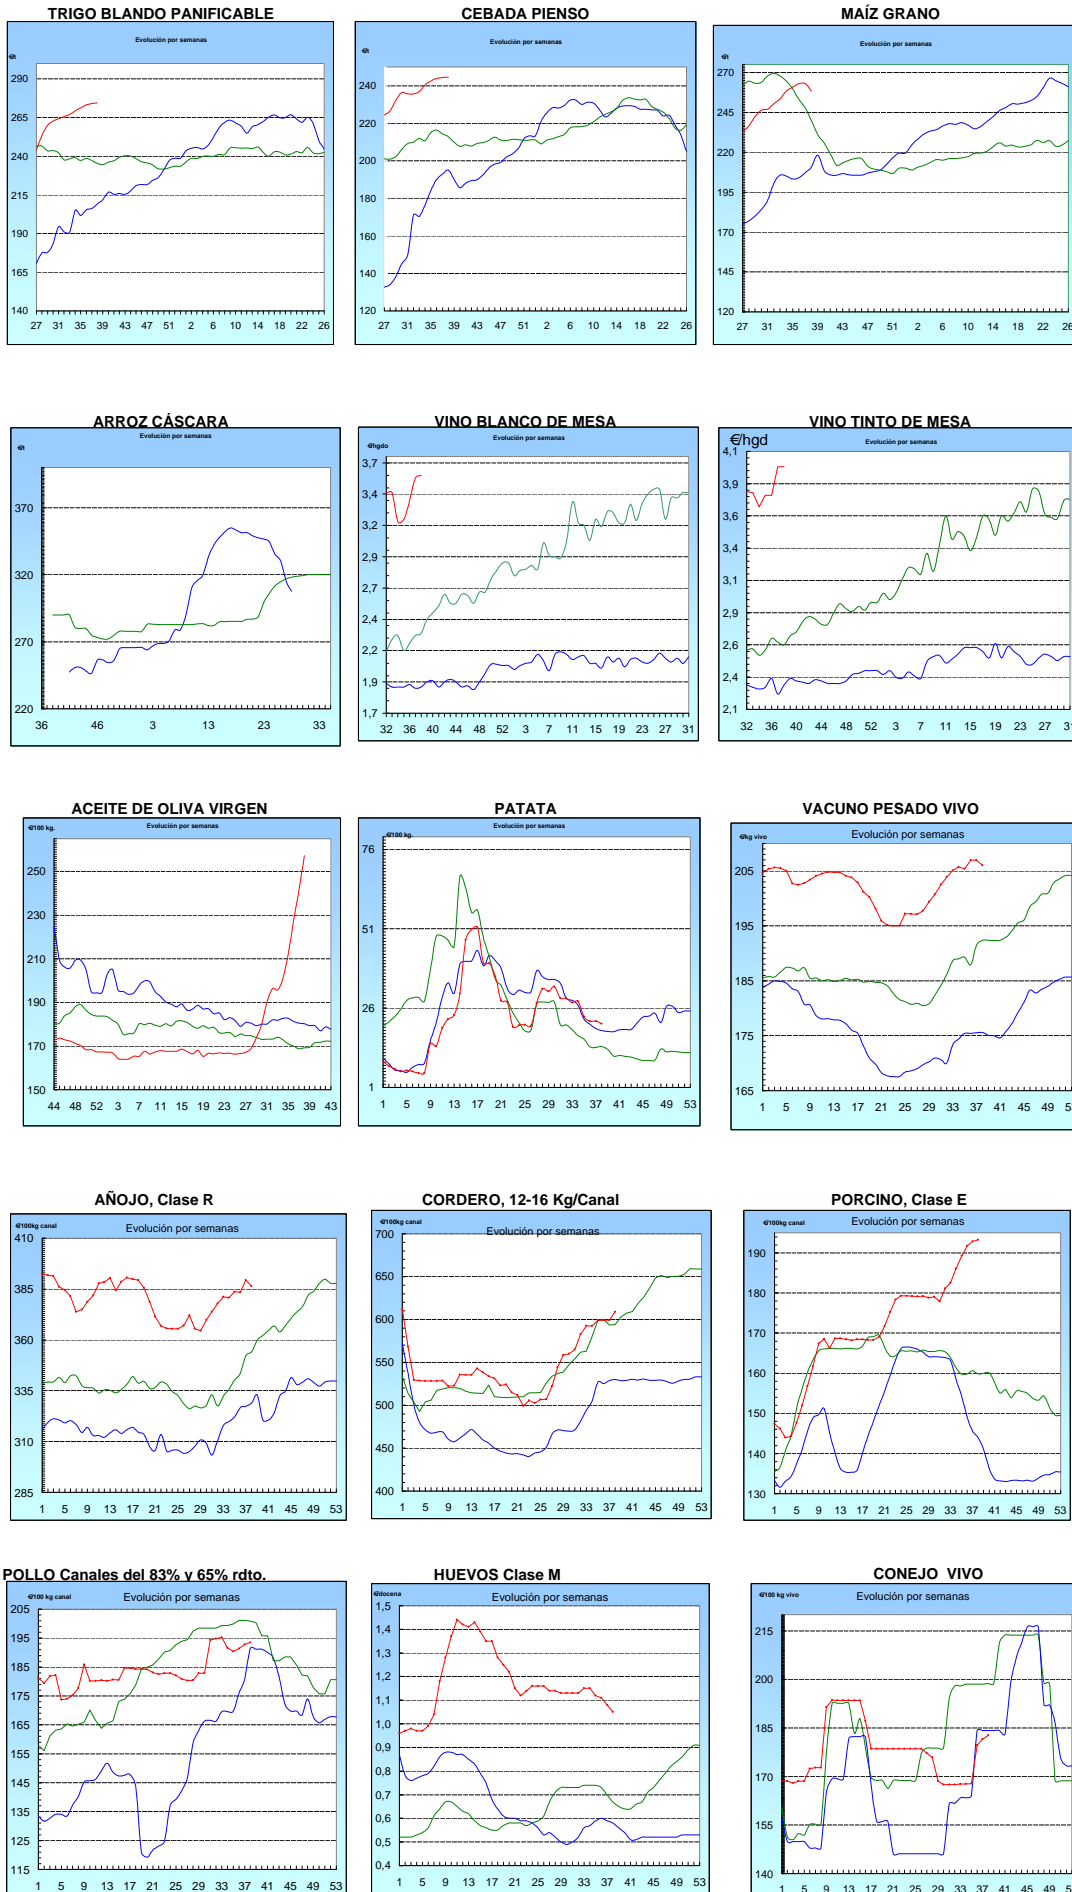 TRIGO BLANDO PANIFICABLE
Evolución por semanas
€/t
290
265
240
215
190
165
140
27 31 35 39 43 47 51 2 6 10 14 18 22 26
CEBADA PIENSO
Evolución por semanas
€/t
240
220
200
180
160
140
120
27 31 35 39 43 47 51 2 6 10 14 18 22 26
MAÍZ GRANO
Evolución por semanas
€/t
270
245
220
195
170
145
120
27 31 35 39 43 47 51 2 6 10 14 18 22 26
ARROZ CÁSCARA
Evolución por semanas
€/t
370
320
270
220
36 46 3 13 23 33
VINO BLANCO DE MESA
Evolución por semanas
€/hgdo
3,7
3,4
3,2
2,9
2,7
2,4
2,2
1,9
1,7
32 36 40 44 48 52 3 7 11 15 19 23 27 31
VINO TINTO DE MESA
Evolución por semanas
€/hgd
4,1
3,9
3,6
3,4
3,1
2,9
2,6
2,4
2,1
32 36 40 44 48 52 3 7 11 15 19 23 27 31
ACEITE DE OLIVA VIRGEN
Evolución por semanas
€/100 kg.
250
230
210
190
170
150
44 48 52 3 7 11 15 19 23 27 31 35 39 43
PATATA
Evolución por semanas
€/100 kg.
76
51
26
1
1 5 9 13 17 21 25 29 33 37 41 45 49 53
VACUNO PESADO VIVO
Evolución por semanas
€/kg vivo
205
195
185
175
165
1 5 9 13 17 21 25 29 33 37 41 45 49 53
AÑOJO, Clase R
Evolución por semanas
€/100kg canal
410
385
360
335
310
285
1 5 9 13 17 21 25 29 33 37 41 45 49 53
CORDERO, 12-16 Kg/Canal
Evolución por semanas
€/100kg canal
700
650
600
550
500
450
400
1 5 9 13 17 21 25 29 33 37 41 45 49 53
PORCINO, Clase E
Evolución por semanas
€/100kg canal
190
180
170
160
150
140
130
1 5 9 13 17 21 25 29 33 37 41 45 49 53
POLLO Canales del 83% y 65% rdto.
Evolución por semanas
€/100 kg canal
205
195
185
175
165
155
145
135
125
115
1 5 9 13 17 21 25 29 33 37 41 45 49 53
HUEVOS Clase M
Evolución por semanas
€/docena
1,5
1,4
1,3
1,2
1,1
1,0
0,9
0,8
0,7
0,6
0,5
0,4
1 5 9 13 17 21 25 29 33 37 41 45 49 53
CONEJO VIVO
Evolución por semanas
€/100 kg vivo
215
200
185
170
155
140
1 5 9 13 17 21 25 29 33 37 41 45 49 53